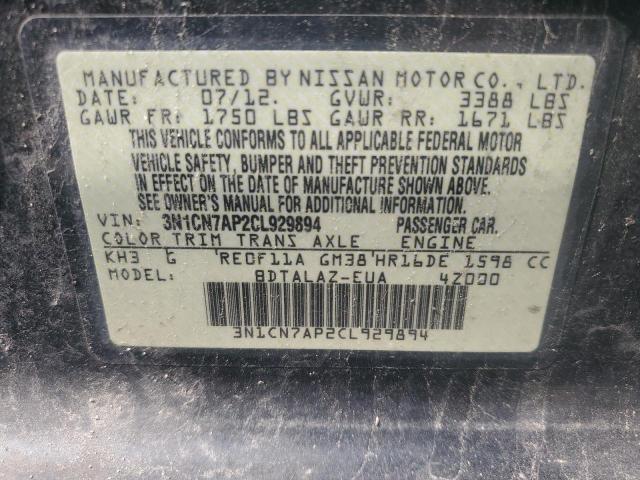 MANUFACTURED BY NISSAN MOTOR CO., LTD.
DATE: 07/12. GVWR: 3388 LBS
GAWR FR: 1750 LBS GAWR RR: 1671 LBS
THIS VEHICLE CONFORMS TO ALL APPLICABLE FEDERAL MOTOR
VEHICLE SAFETY, BUMPER AND THEFT PREVENTION STANDARDS
IN EFFECT ON THE DATE OF MANUFACTURE SHOWN ABOVE.
SEE OWNER'S MANUAL FOR ADDITIONAL INFORMATION.
VIN: 3N1CN7AP2CL929894 PASSENGER CAR.
COLOR TRIM TRANS AXLE ENGINE
KH3 G RE0F11A GM38 HR16DE 1598 CC
MODEL: BDTALAZ-EUA 4Z000
3N1CN7AP2CL929894